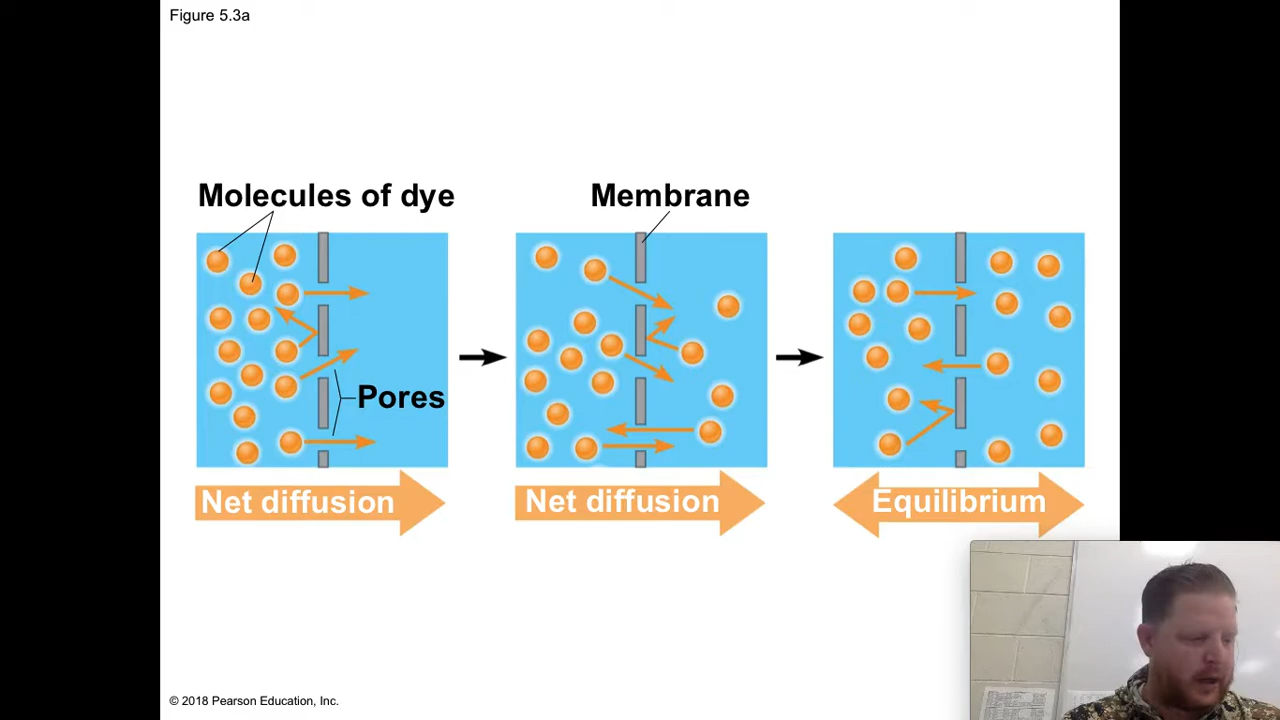 Figure 5.3a
Molecules of dye
Membrane
Pores
Net diffusion
Net diffusion
Equilibrium
© 2018 Pearson Education, Inc.